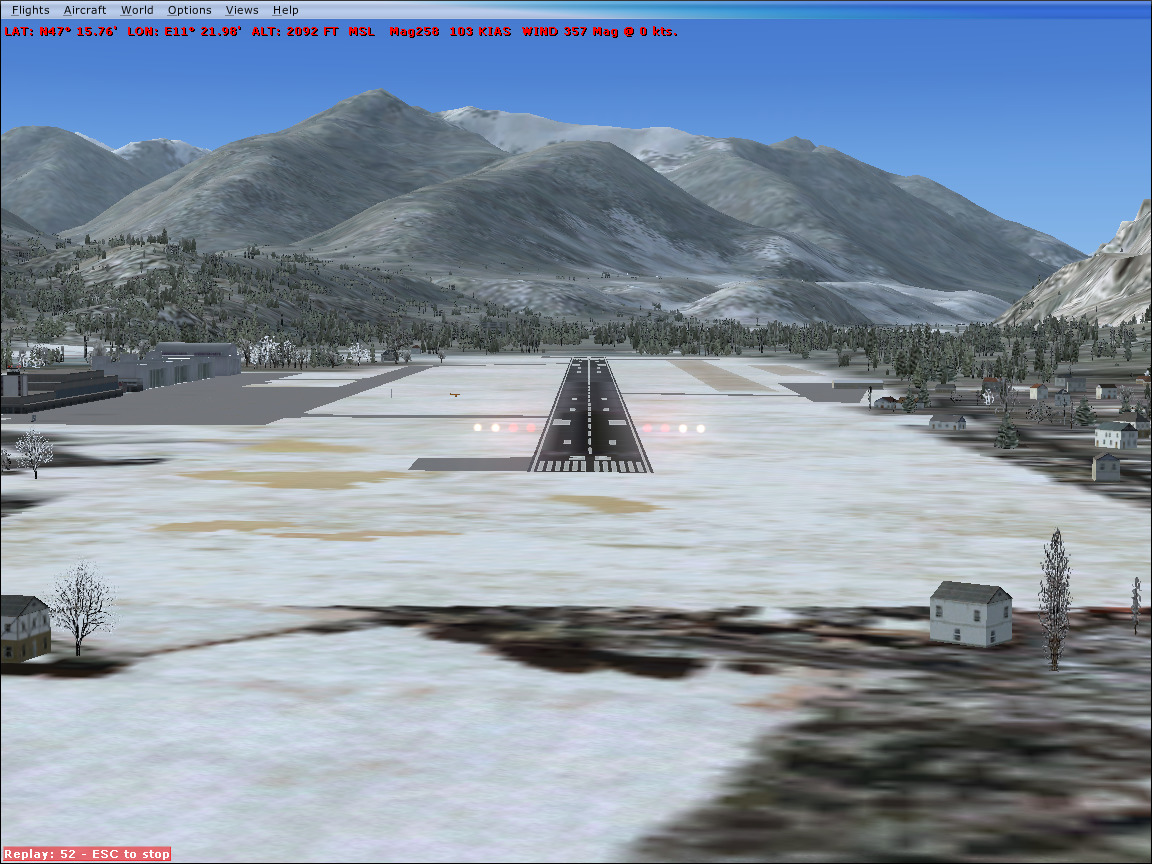 Flights Aircraft World Options Views Help
LAT: N47° 15.76' LON: E11° 21.98' ALT: 2092 FT MSL Mag258 103 KIAS WIND 357 Mag @ 0 kts.
Replay: 52 - ESC to stop